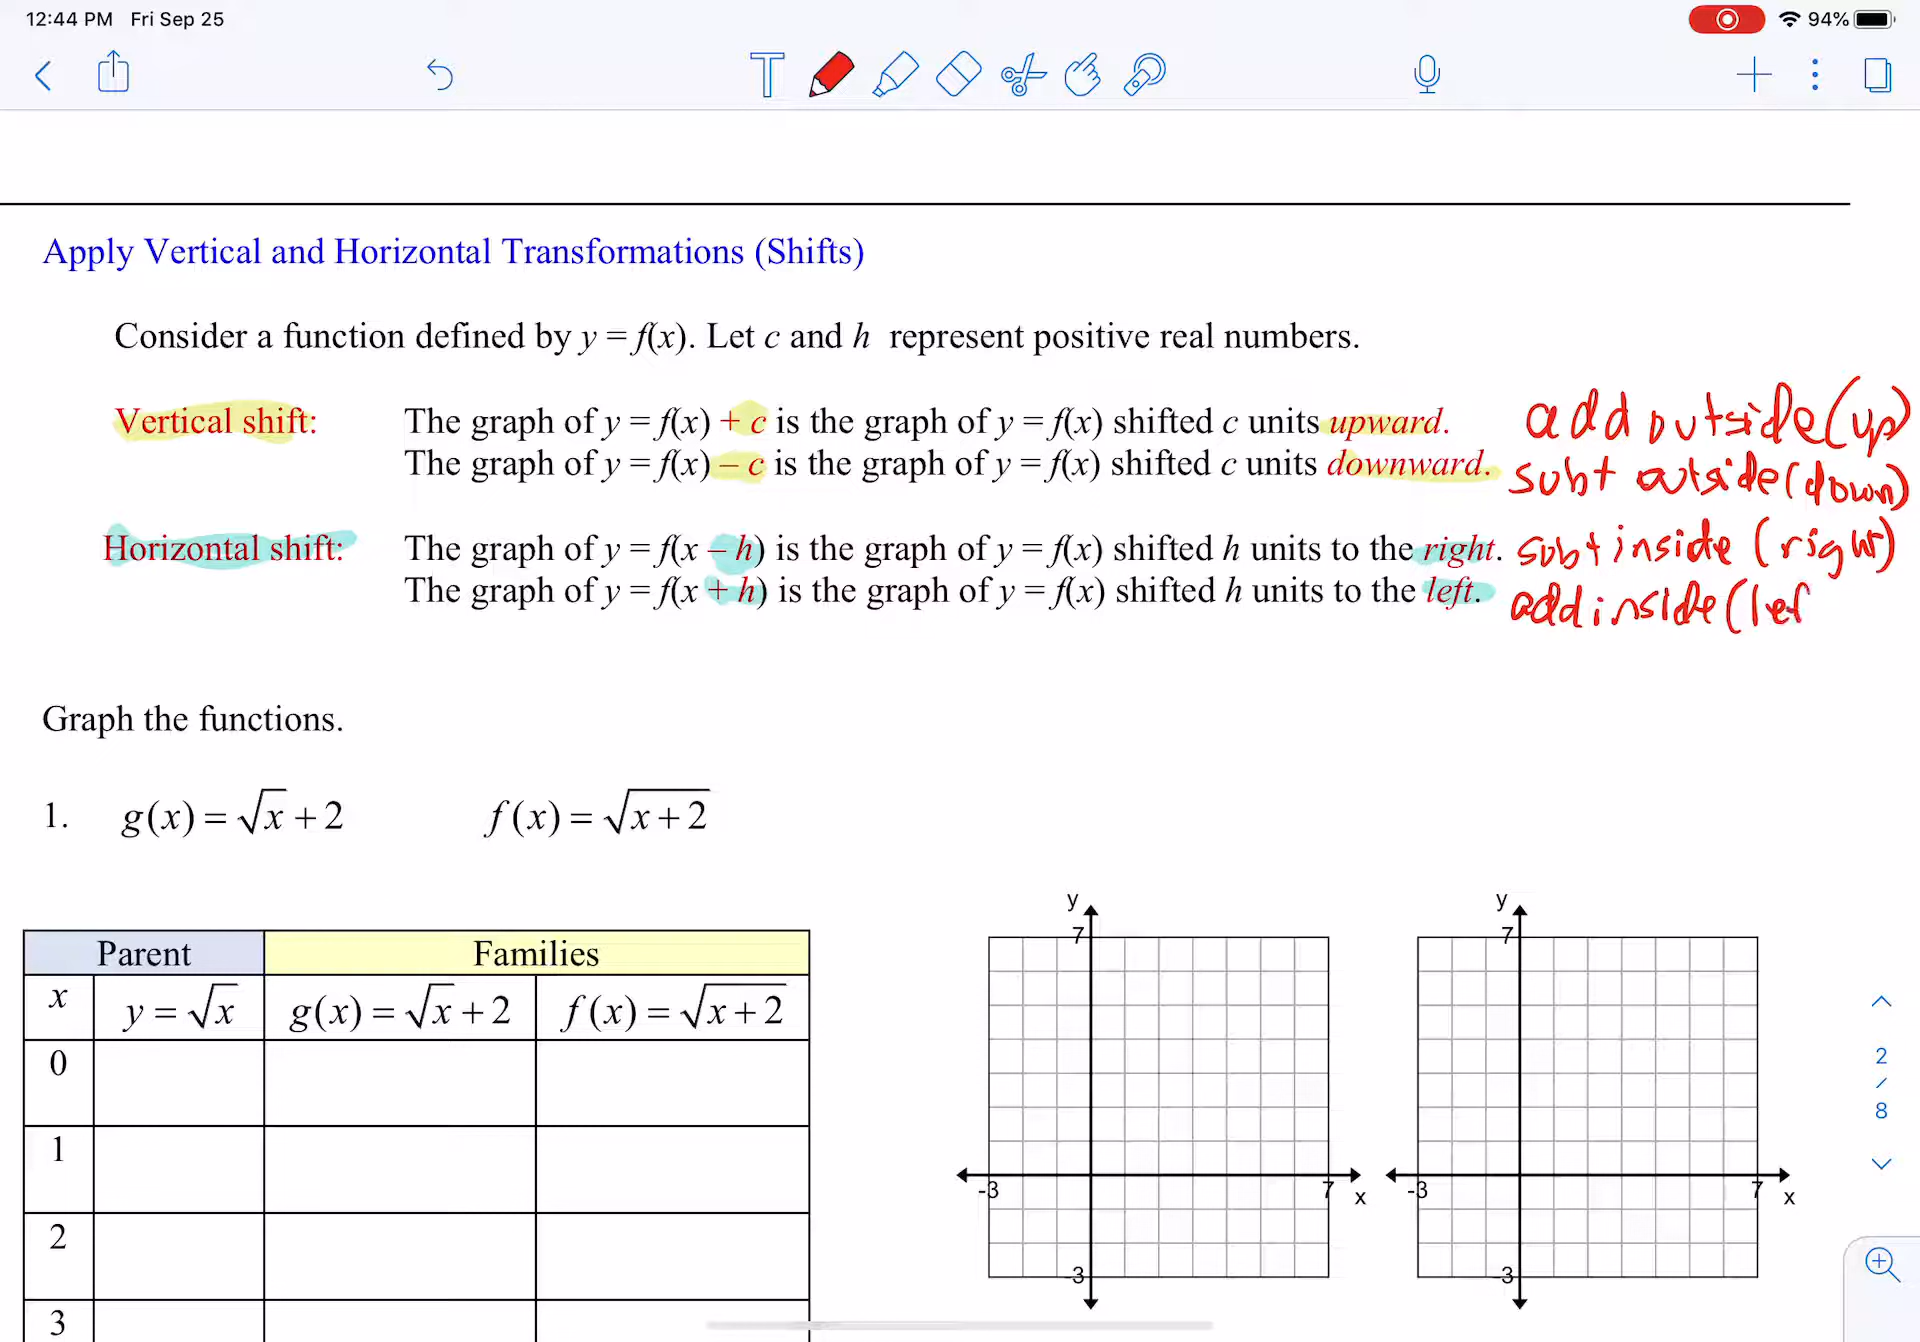 12:44 PM Fri Sep 25
94%
Apply Vertical and Horizontal Transformations (Shifts)
Consider a function defined by y = f(x). Let c and h represent positive real numbers.
Vertical shift: The graph of y = f(x) + c is the graph of y = f(x) shifted c units upward. add outside (up)
The graph of y = f(x) – c is the graph of y = f(x) shifted c units downward. subt outside (down)
Horizontal shift: The graph of y = f(x – h) is the graph of y = f(x) shifted h units to the right. subt inside (right)
The graph of y = f(x + h) is the graph of y = f(x) shifted h units to the left. add inside (lef
Graph the functions.
1. g(x) = √x + 2 f(x) = √(x + 2)
Parent Families
x y = √x g(x) = √x + 2 f(x) = √(x + 2)
0
1
2
3
y
7
-3 7 x
-3
y
7
-3 7 x
-3
2
/
8